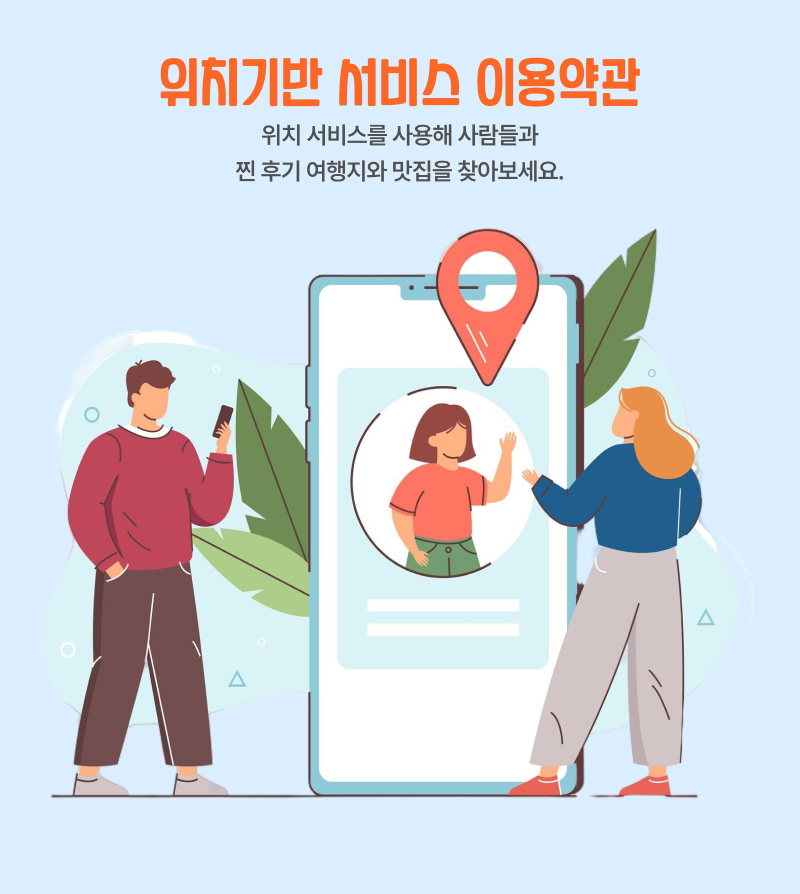 위치기반 서비스 이용약관
위치 서비스를 사용해 사람들과
찐 후기 여행지와 맛집을 찾아보세요.